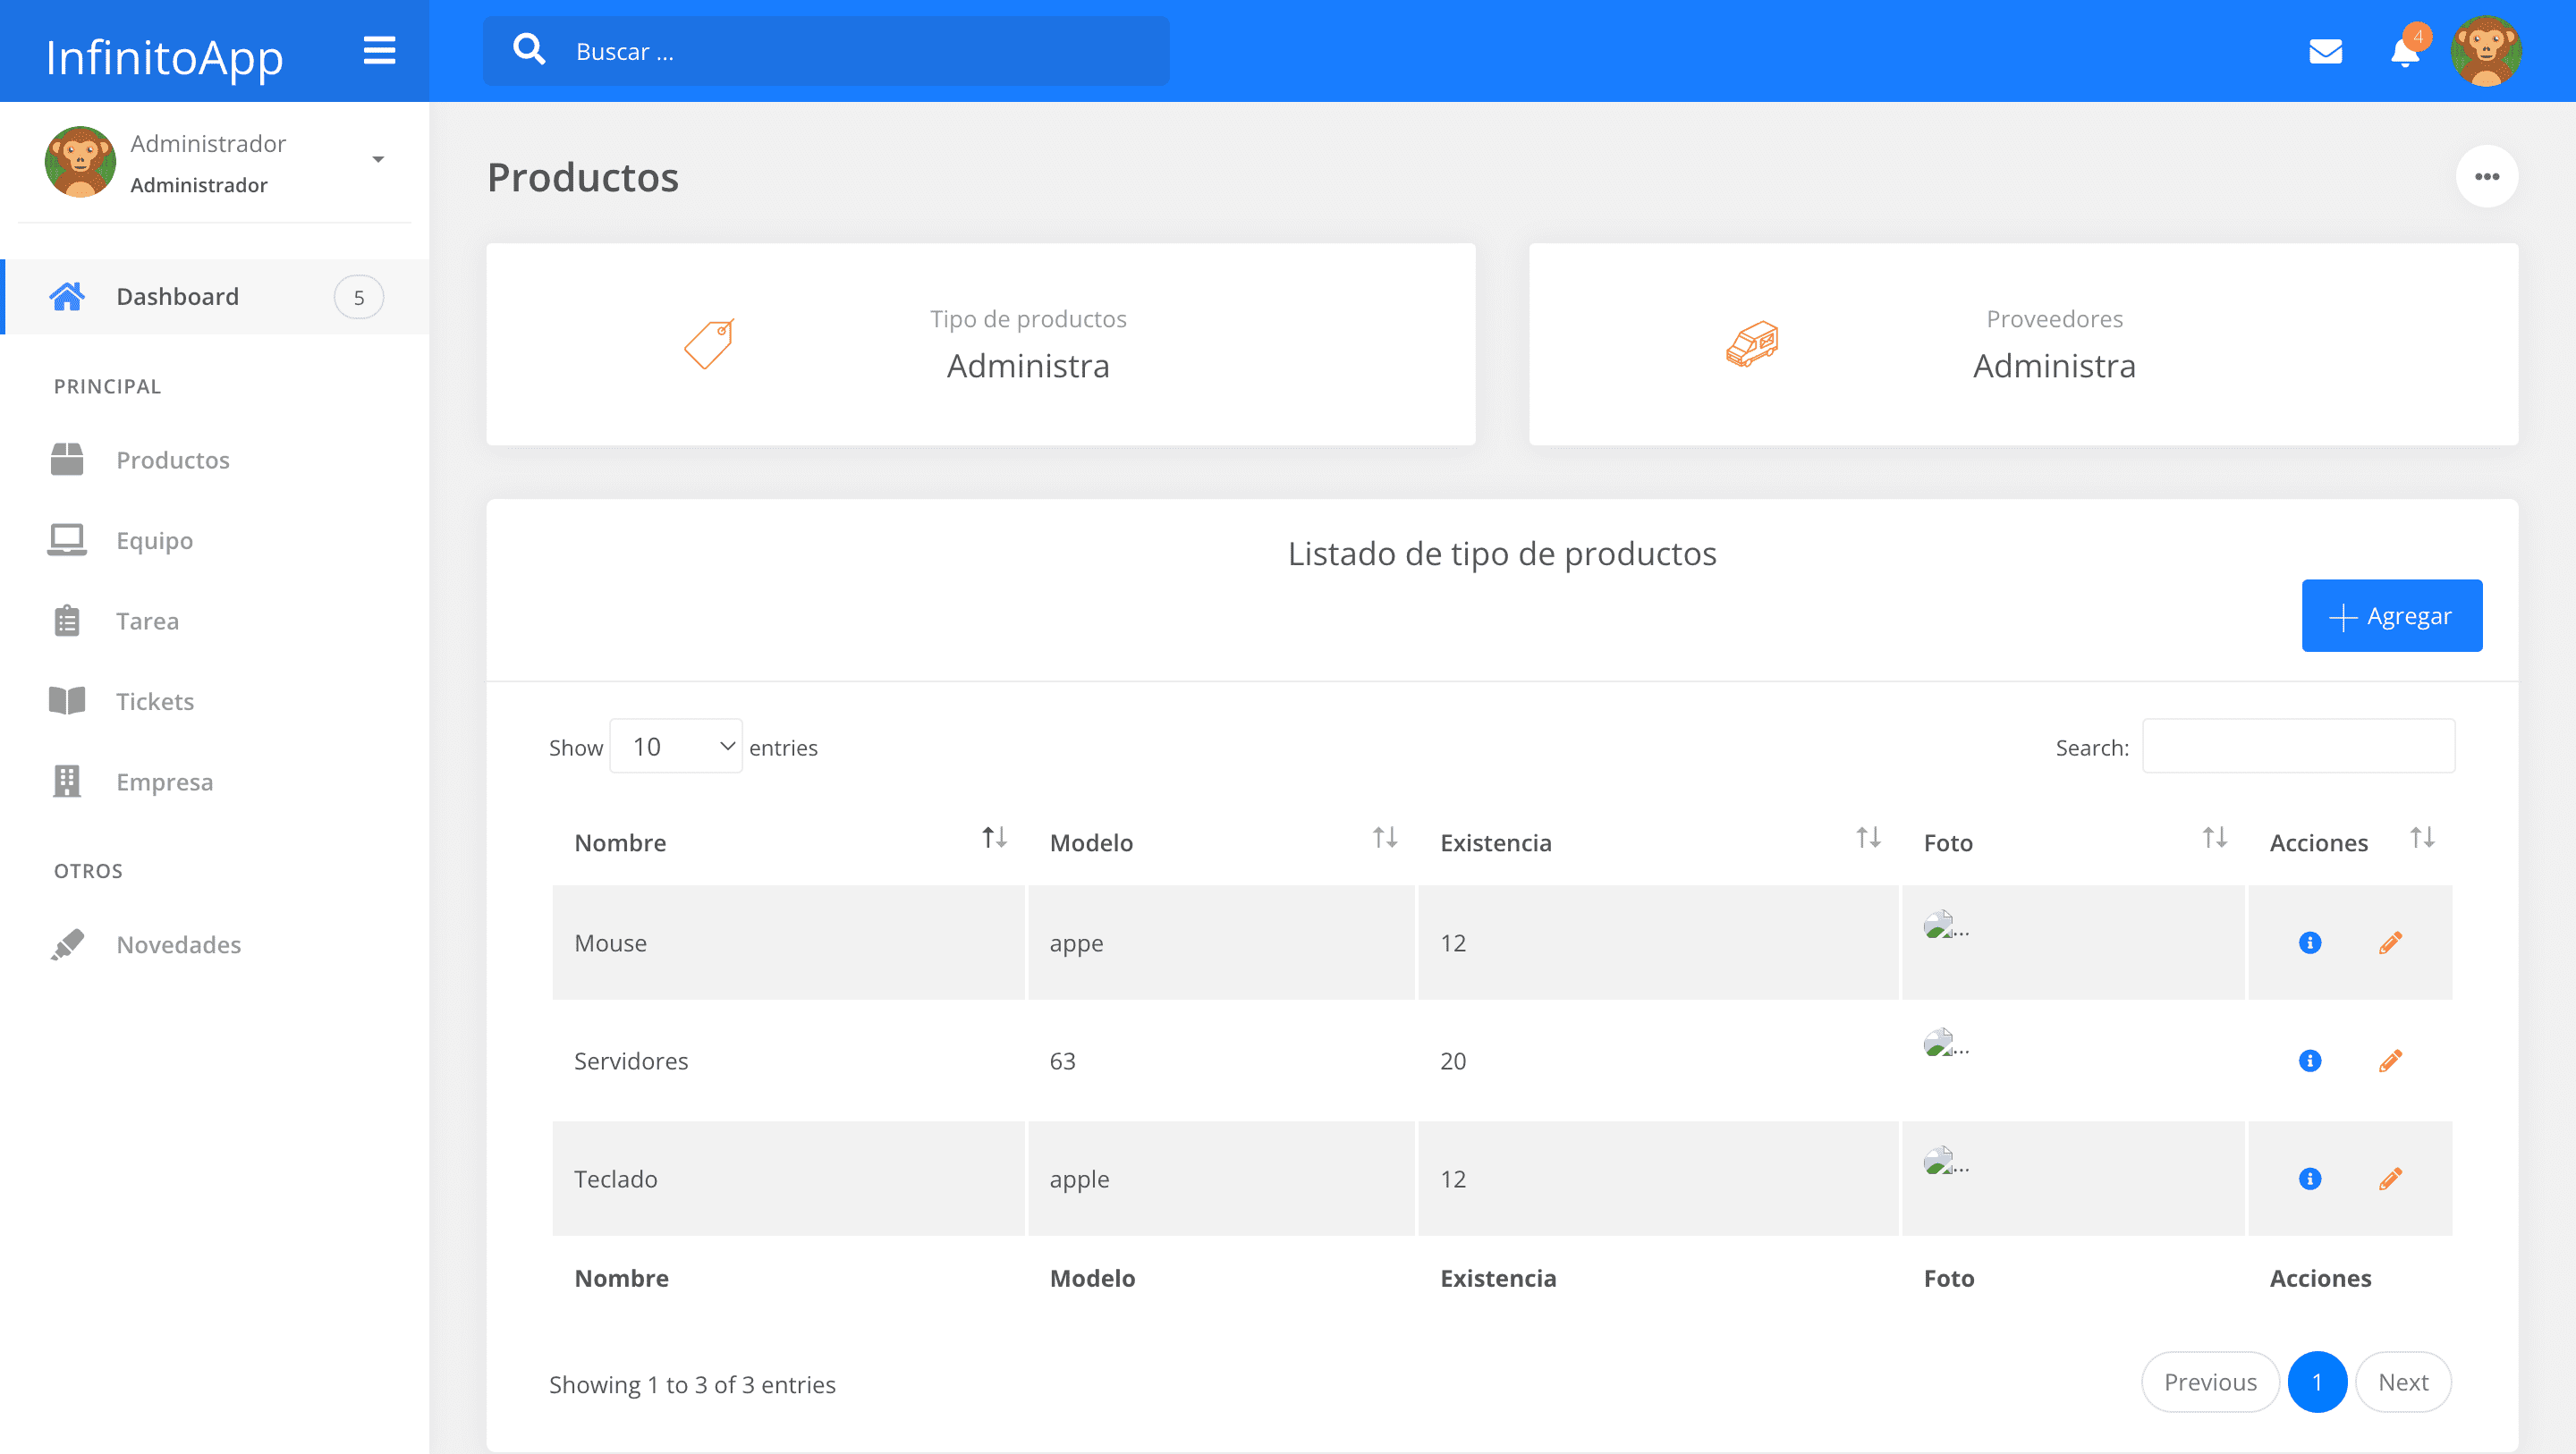 InfinitoApp
Buscar ...
4
Administrador
Administrador
Dashboard
5
PRINCIPAL
Productos
Equipo
Tarea
Tickets
Empresa
OTROS
Novedades
Productos
Tipo de productos
Administra
Proveedores
Administra
Listado de tipo de productos
Agregar
Show 10 entries
Search:
Nombre Modelo Existencia Foto Acciones
Mouse appe 12 ...
Servidores 63 20 ...
Teclado apple 12 ...
Nombre Modelo Existencia Foto Acciones
Showing 1 to 3 of 3 entries
Previous 1 Next